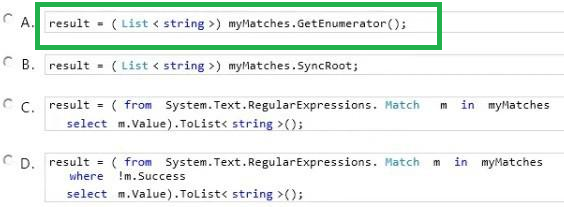 A. result = ( List < string >) myMatches.GetEnumerator();
B. result = ( List < string >) myMatches.SyncRoot;
C. result = ( from System.Text.RegularExpressions. Match m in myMatches
select m.Value).ToList< string >();
D. result = ( from System.Text.RegularExpressions. Match m in myMatches
where !m.Success
select m.Value).ToList< string >();